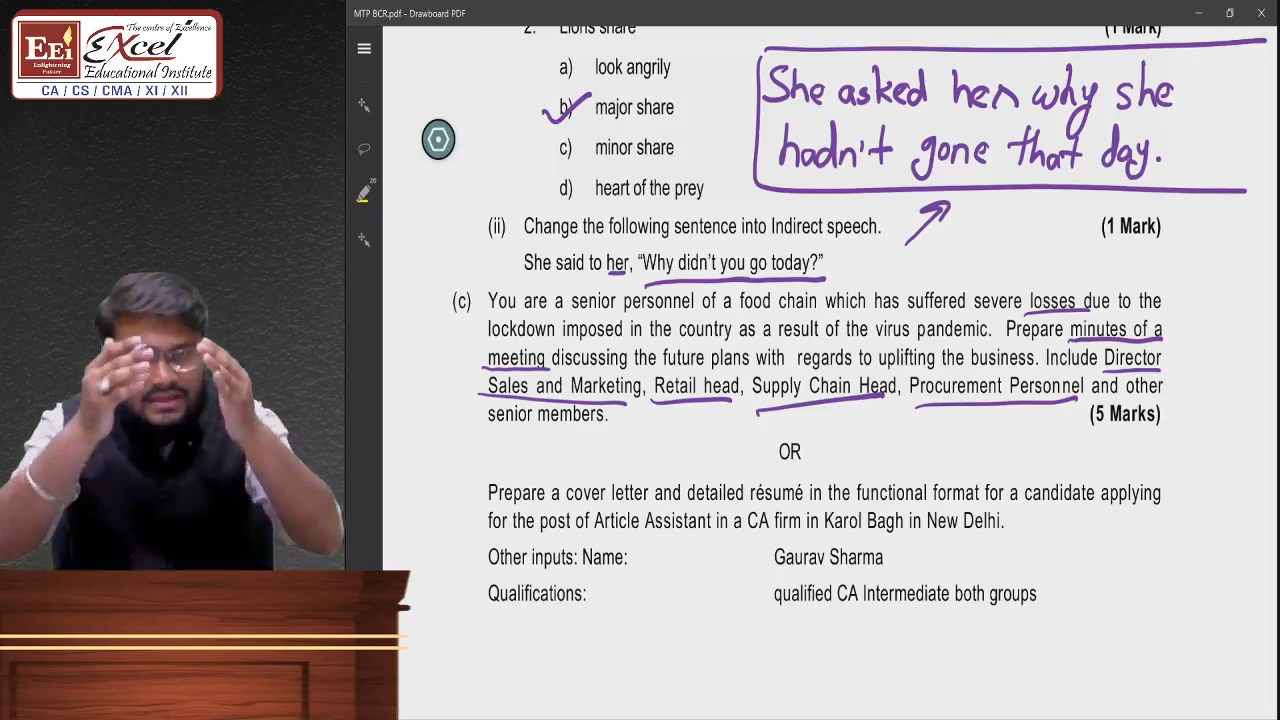 MTP BCR.pdf - Drawboard PDF
EEi
Enlightening Future
The centre of Excellence
EXcel
Educational Institute
CA / CS / CMA / XI / XII
20
2. Lions share (1 Mark)
a) look angrily
b) major share
c) minor share
d) heart of the prey
She asked her why she
hadn't gone that day.
(ii) Change the following sentence into Indirect speech. (1 Mark)
She said to her, “Why didn’t you go today?”
(c) You are a senior personnel of a food chain which has suffered severe losses due to the
lockdown imposed in the country as a result of the virus pandemic. Prepare minutes of a
meeting discussing the future plans with regards to uplifting the business. Include Director
Sales and Marketing, Retail head, Supply Chain Head, Procurement Personnel and other
senior members. (5 Marks)
OR
Prepare a cover letter and detailed résumé in the functional format for a candidate applying
for the post of Article Assistant in a CA firm in Karol Bagh in New Delhi.
Other inputs: Name: Gaurav Sharma
Qualifications: qualified CA Intermediate both groups